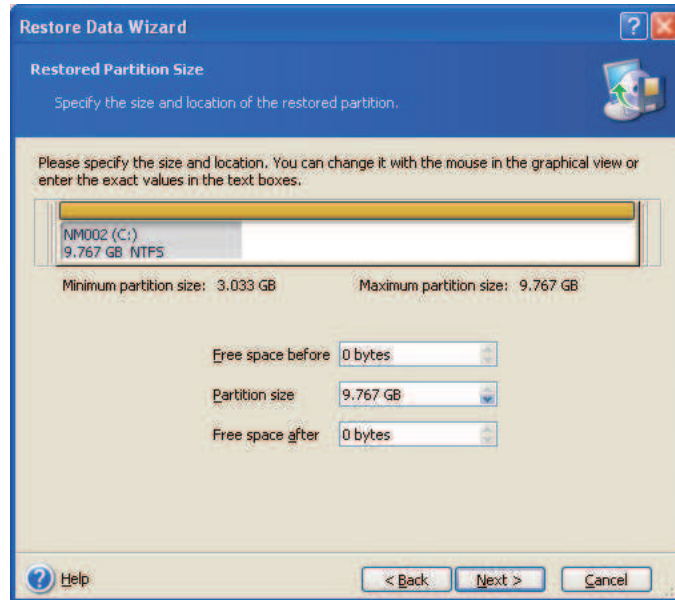 Restore Data Wizard
?
Restored Partition Size
Specify the size and location of the restored partition.
Please specify the size and location. You can change it with the mouse in the graphical view or
enter the exact values in the text boxes.
NM002 (C:)
9.767 GB NTFS
Minimum partition size: 3.033 GB Maximum partition size: 9.767 GB
Free space before 0 bytes
Partition size 9.767 GB
Free space after 0 bytes
? Help < Back Next > Cancel